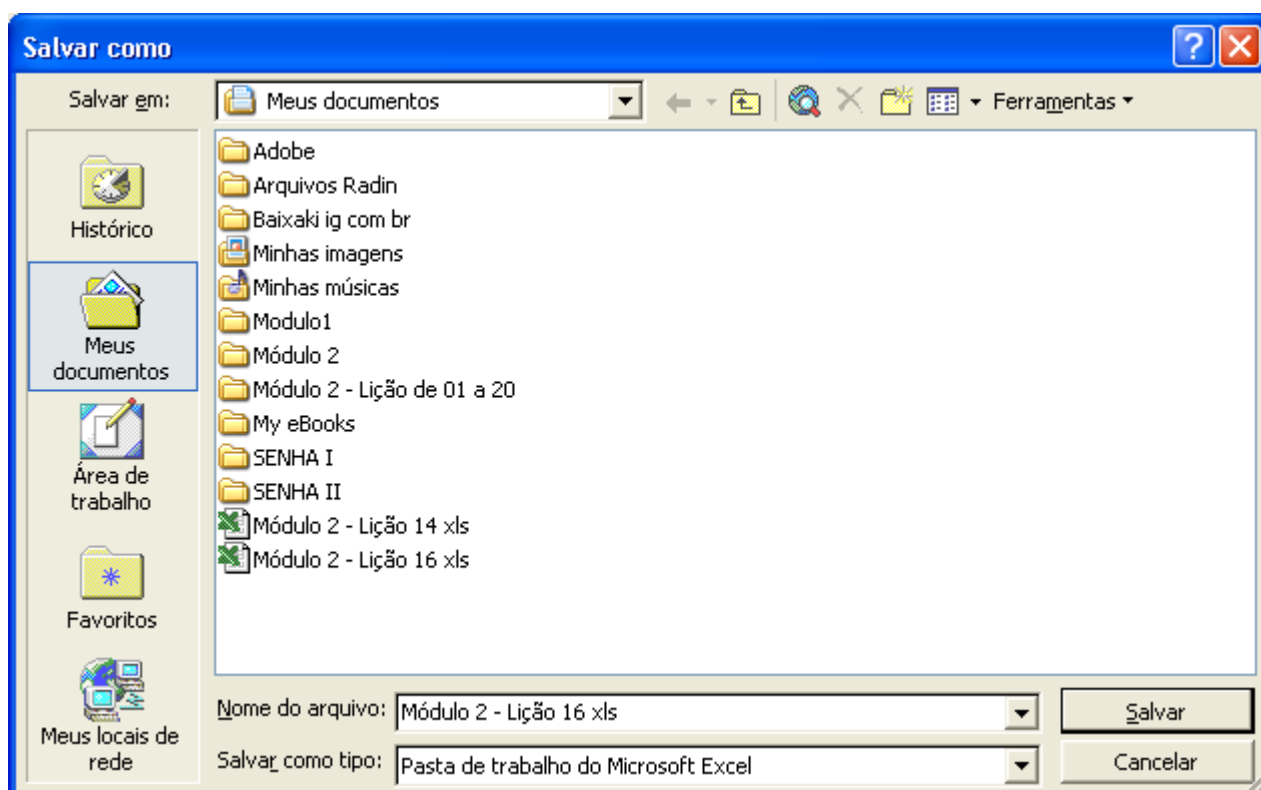 Salvar como
Salvar em:
Meus documentos
Ferramentas
Histórico
Meus
documentos
Área de
trabalho
Favoritos
Meus locais de
rede
Adobe
Arquivos Radin
Baixaki ig com br
Minhas imagens
Minhas músicas
Modulo1
Módulo 2
Módulo 2 - Lição de 01 a 20
My eBooks
SENHA I
SENHA II
Módulo 2 - Lição 14 xls
Módulo 2 - Lição 16 xls
Nome do arquivo: Módulo 2 - Lição 16 xls
Salvar
Salvar como tipo: Pasta de trabalho do Microsoft Excel
Cancelar